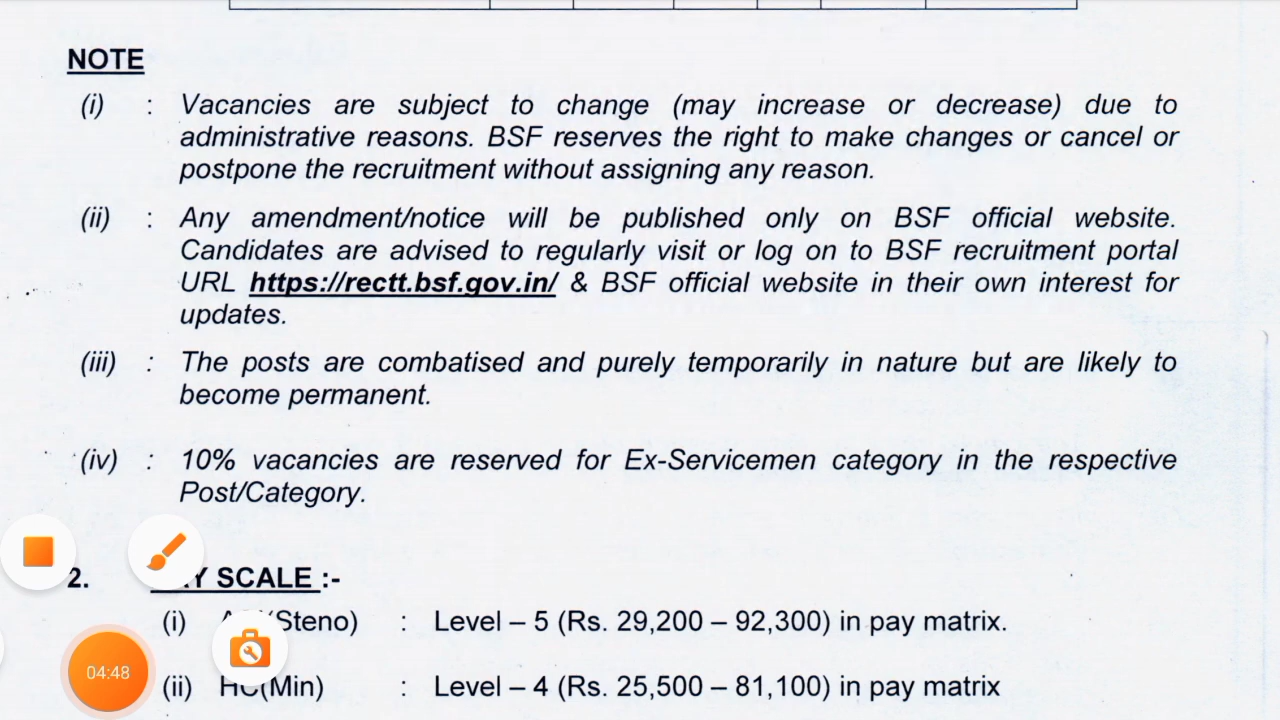 NOTE
(i) : Vacancies are subject to change (may increase or decrease) due to
administrative reasons. BSF reserves the right to make changes or cancel or
postpone the recruitment without assigning any reason.
(ii) : Any amendment/notice will be published only on BSF official website.
Candidates are advised to regularly visit or log on to BSF recruitment portal
URL https://rectt.bsf.gov.in/ & BSF official website in their own interest for
updates.
(iii) : The posts are combatised and purely temporarily in nature but are likely to
become permanent.
(iv) : 10% vacancies are reserved for Ex-Servicemen category in the respective
Post/Category.
2. SCALE :-
(i) (Steno) : Level – 5 (Rs. 29,200 – 92,300) in pay matrix.
04:48
(ii) HC(Min) : Level – 4 (Rs. 25,500 – 81,100) in pay matrix